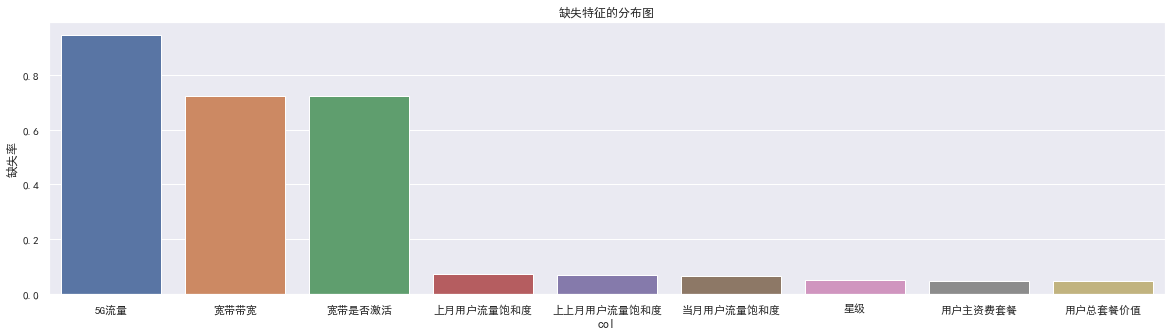 缺失特征的分布图
缺失率
0.8
0.6
0.4
0.2
0.0
5G流量 宽带带宽 宽带是否激活 上月用户流量饱和度 上上月用户流量饱和度 当月用户流量饱和度 星级 用户主资费套餐 用户总套餐价值
col